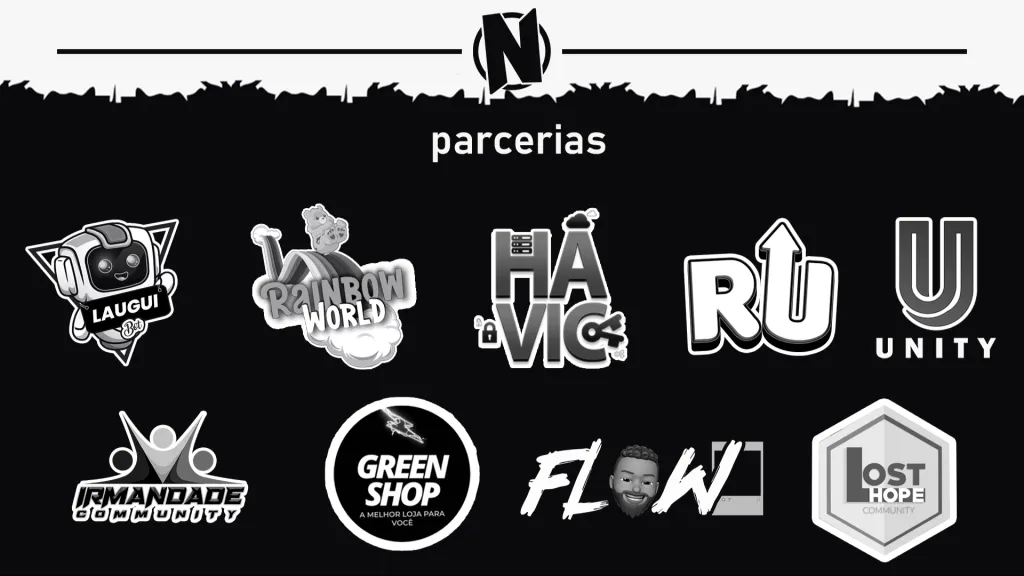 N
parcerias
LAUGUI
Bot
RAINBOW
WORLD
HÁ
VIC
RU
U
UNITY
IRMANDADE
COMMUNITY
GREEN
SHOP
A MELHOR LOJA PARA
VOCÊ
FLOW
LOST
HOPE
COMMUNITY